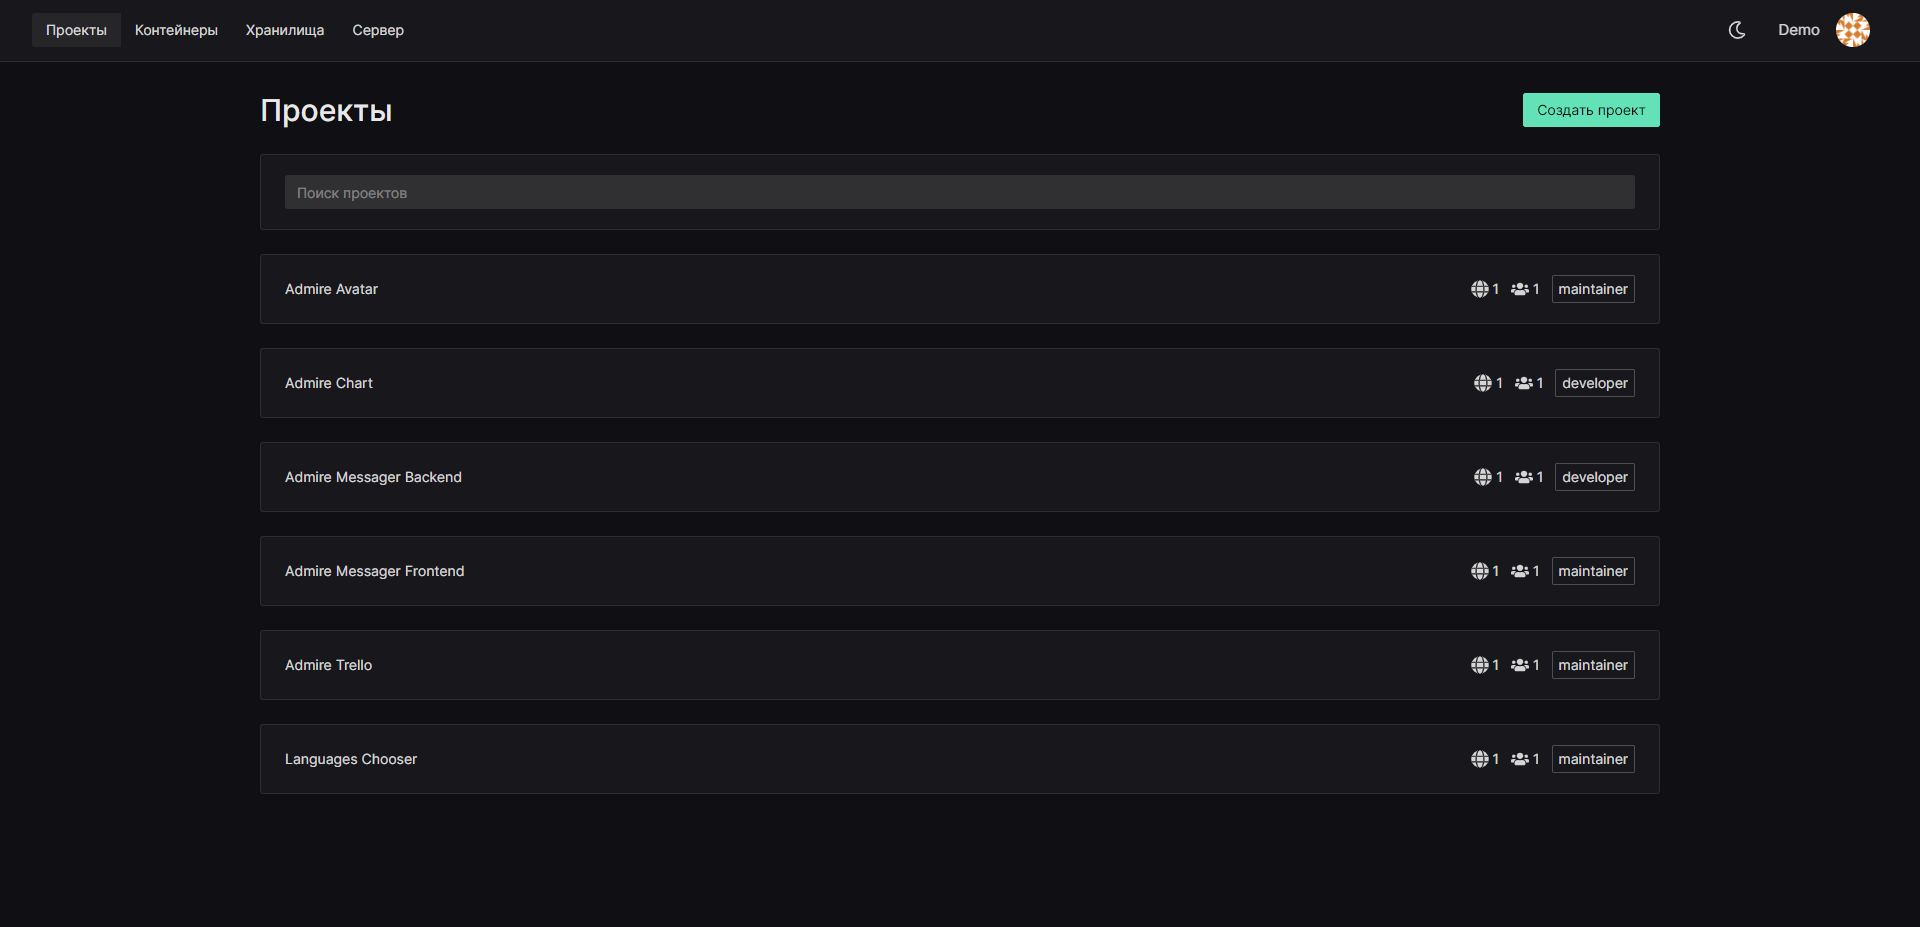 Проекты Контейнеры Хранилища Сервер Demo
Проекты Создать проект
Поиск проектов
Admire Avatar 1 1 maintainer
Admire Chart 1 1 developer
Admire Messager Backend 1 1 developer
Admire Messager Frontend 1 1 maintainer
Admire Trello 1 1 maintainer
Languages Chooser 1 1 maintainer